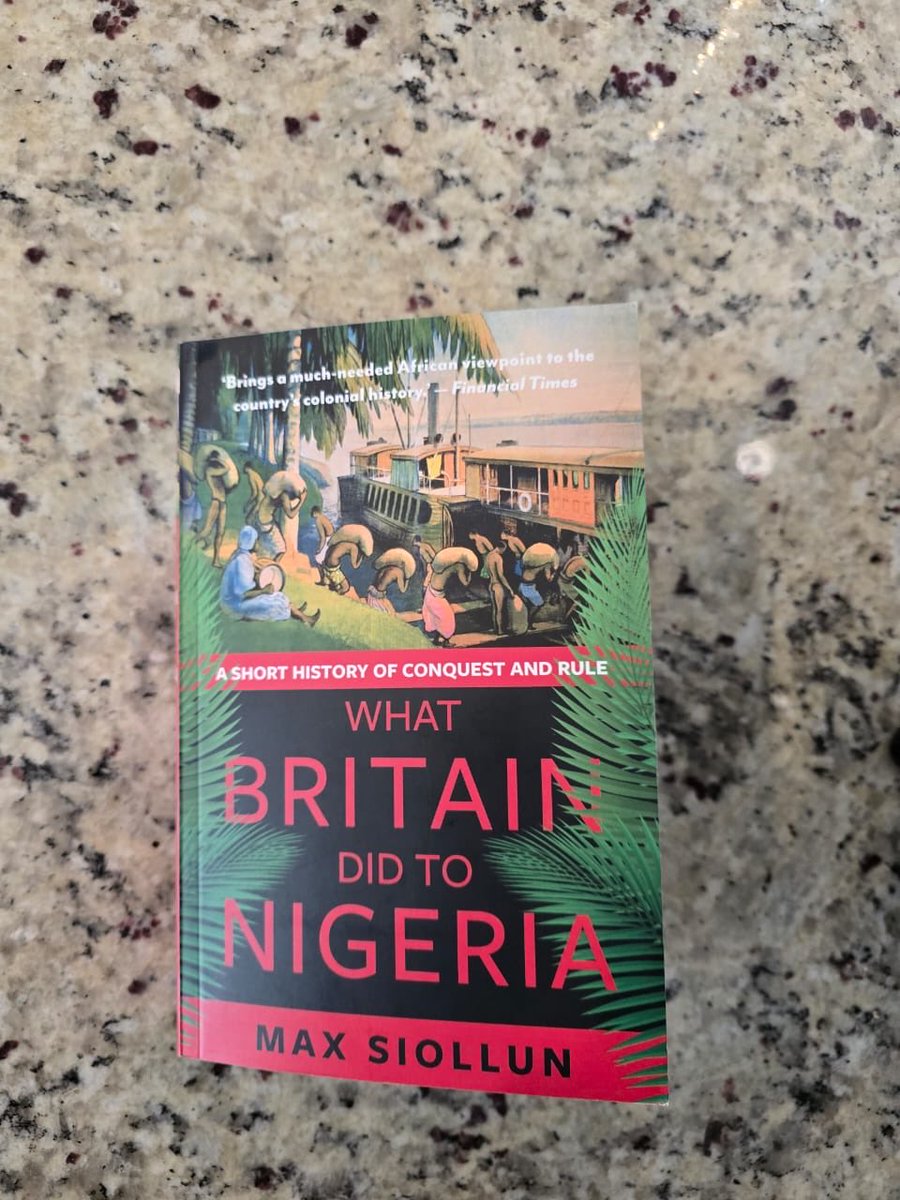 ‘Brings a much-needed African viewpoint to the
country’s colonial history.’ — Financial Times
A SHORT HISTORY OF CONQUEST AND RULE
WHAT
BRITAIN
DID TO
NIGERIA
MAX SIOLLUN